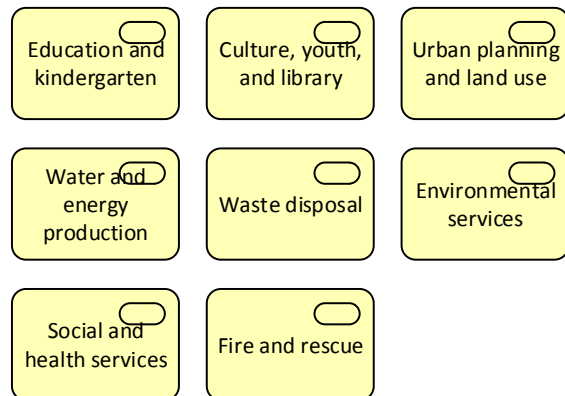 Education and
kindergarten
Culture, youth,
and library
Urban planning
and land use
Water and
energy
production
Waste disposal
Environmental
services
Social and
health services
Fire and rescue